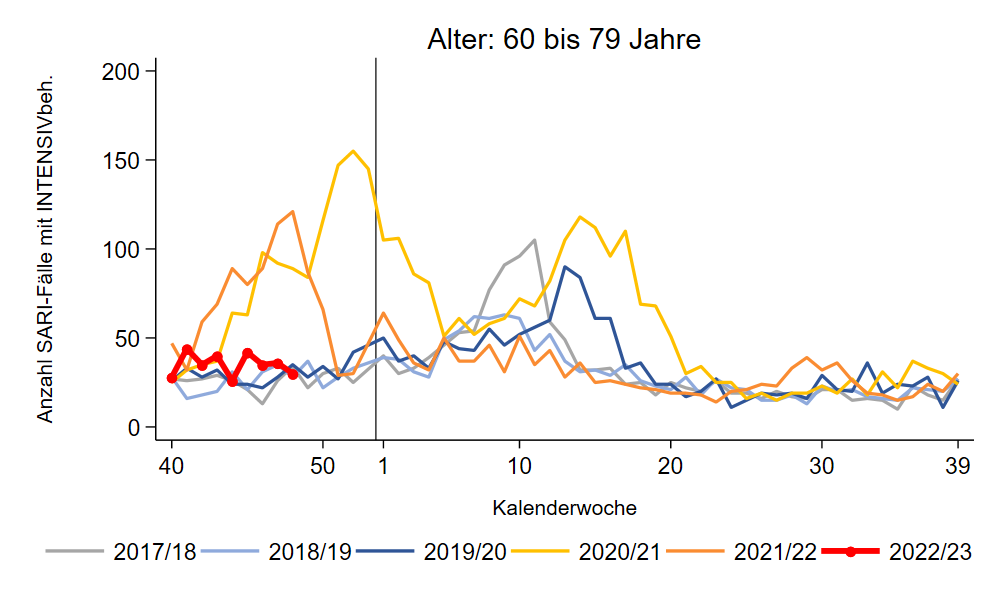 Alter: 60 bis 79 Jahre
Anzahl SARI-Fälle mit INTENSIVbeh.
200
150
100
50
0
40 50 1 10 20 30 39
Kalenderwoche
2017/18 2018/19 2019/20 2020/21 2021/22 2022/23